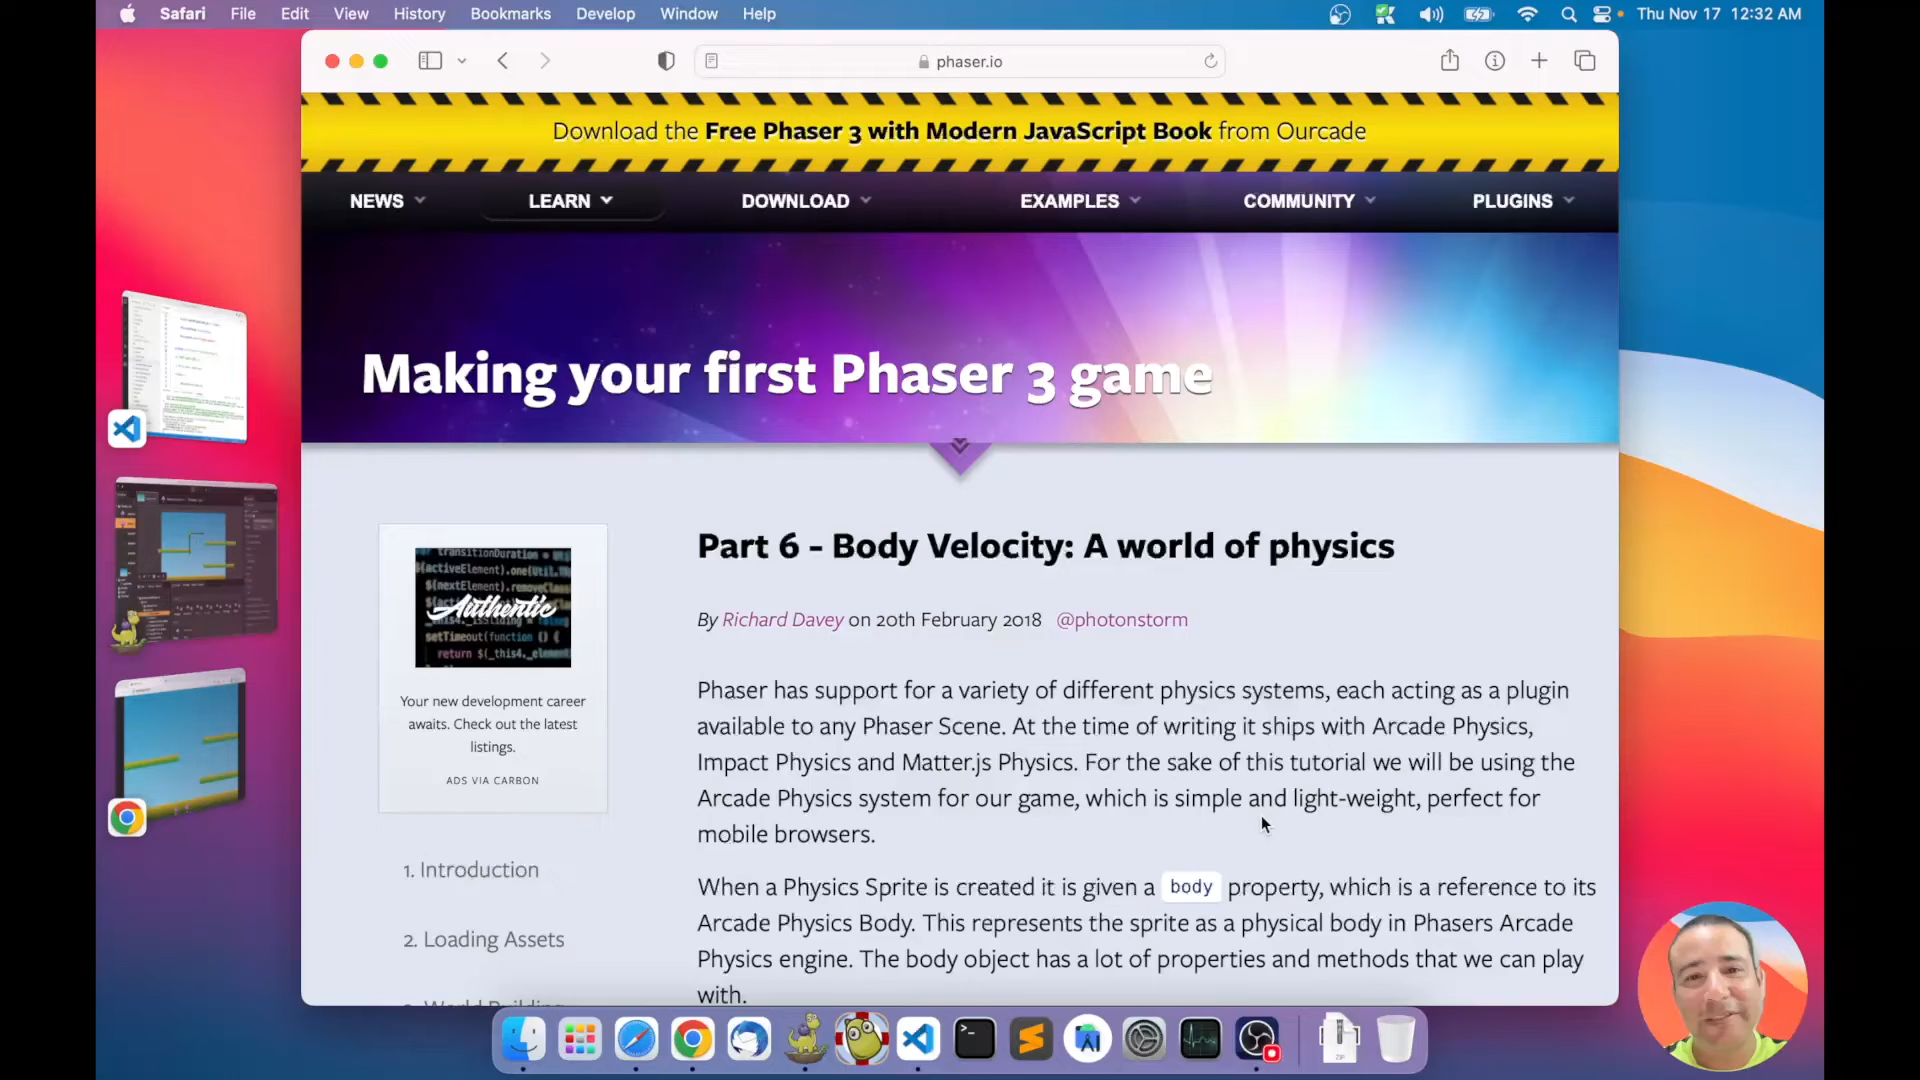 Safari File Edit View History Bookmarks Develop Window Help
Thu Nov 17 12:32 AM
phaser.io
Download the Free Phaser 3 with Modern JavaScript Book from Ourcade
NEWS LEARN DOWNLOAD EXAMPLES COMMUNITY PLUGINS
Making your first Phaser 3 game
var transitionDuration =
setTimeout(function () {
Authentic
Your new development career
awaits. Check out the latest
listings.
ADS VIA CARBON
1. Introduction
2. Loading Assets
Part 6 - Body Velocity: A world of physics
By Richard Davey on 20th February 2018 @photonstorm
Phaser has support for a variety of different physics systems, each acting as a plugin
available to any Phaser Scene. At the time of writing it ships with Arcade Physics,
Impact Physics and Matter.js Physics. For the sake of this tutorial we will be using the
Arcade Physics system for our game, which is simple and light-weight, perfect for
mobile browsers.
When a Physics Sprite is created it is given a body property, which is a reference to its
Arcade Physics Body. This represents the sprite as a physical body in Phasers Arcade
Physics engine. The body object has a lot of properties and methods that we can play
with.
ZIP